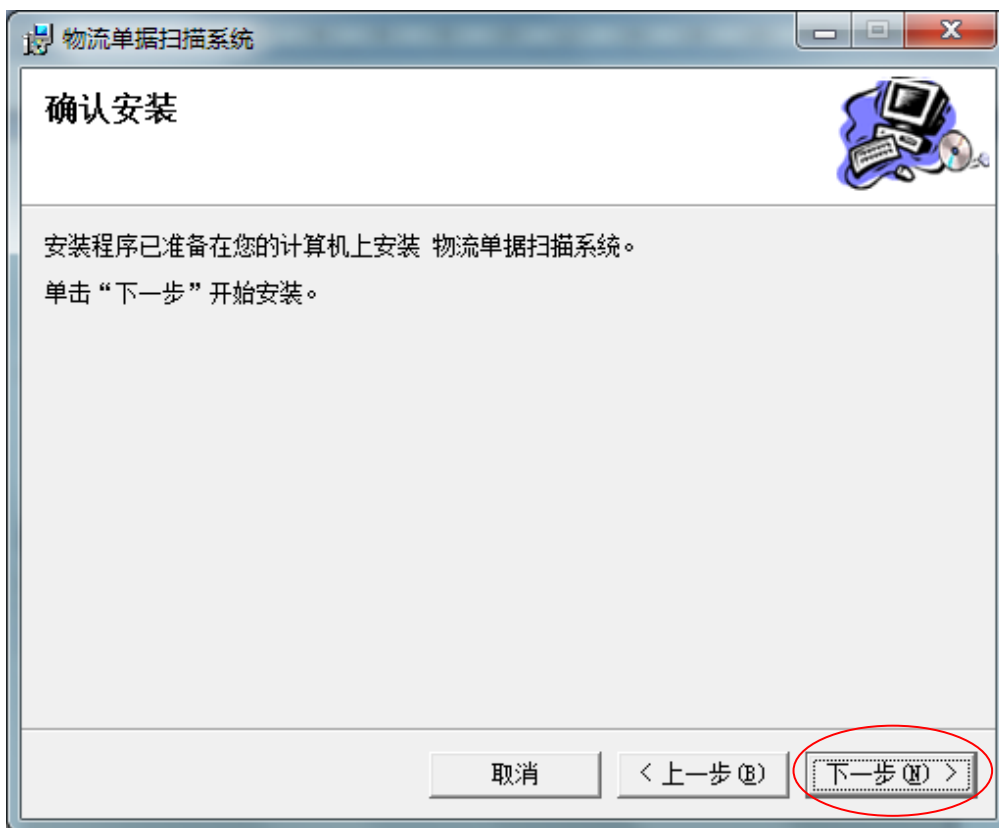 物流单据扫描系统
确认安装
安装程序已准备在您的计算机上安装 物流单据扫描系统。
单击“下一步”开始安装。
取消
< 上一步(B)
下一步(N) >